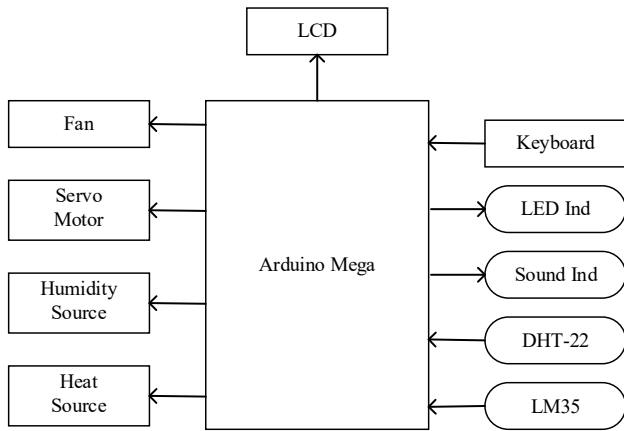 LCD
Fan
Servo
Motor
Humidity
Source
Heat
Source
Arduino Mega
Keyboard
LED Ind
Sound Ind
DHT-22
LM35